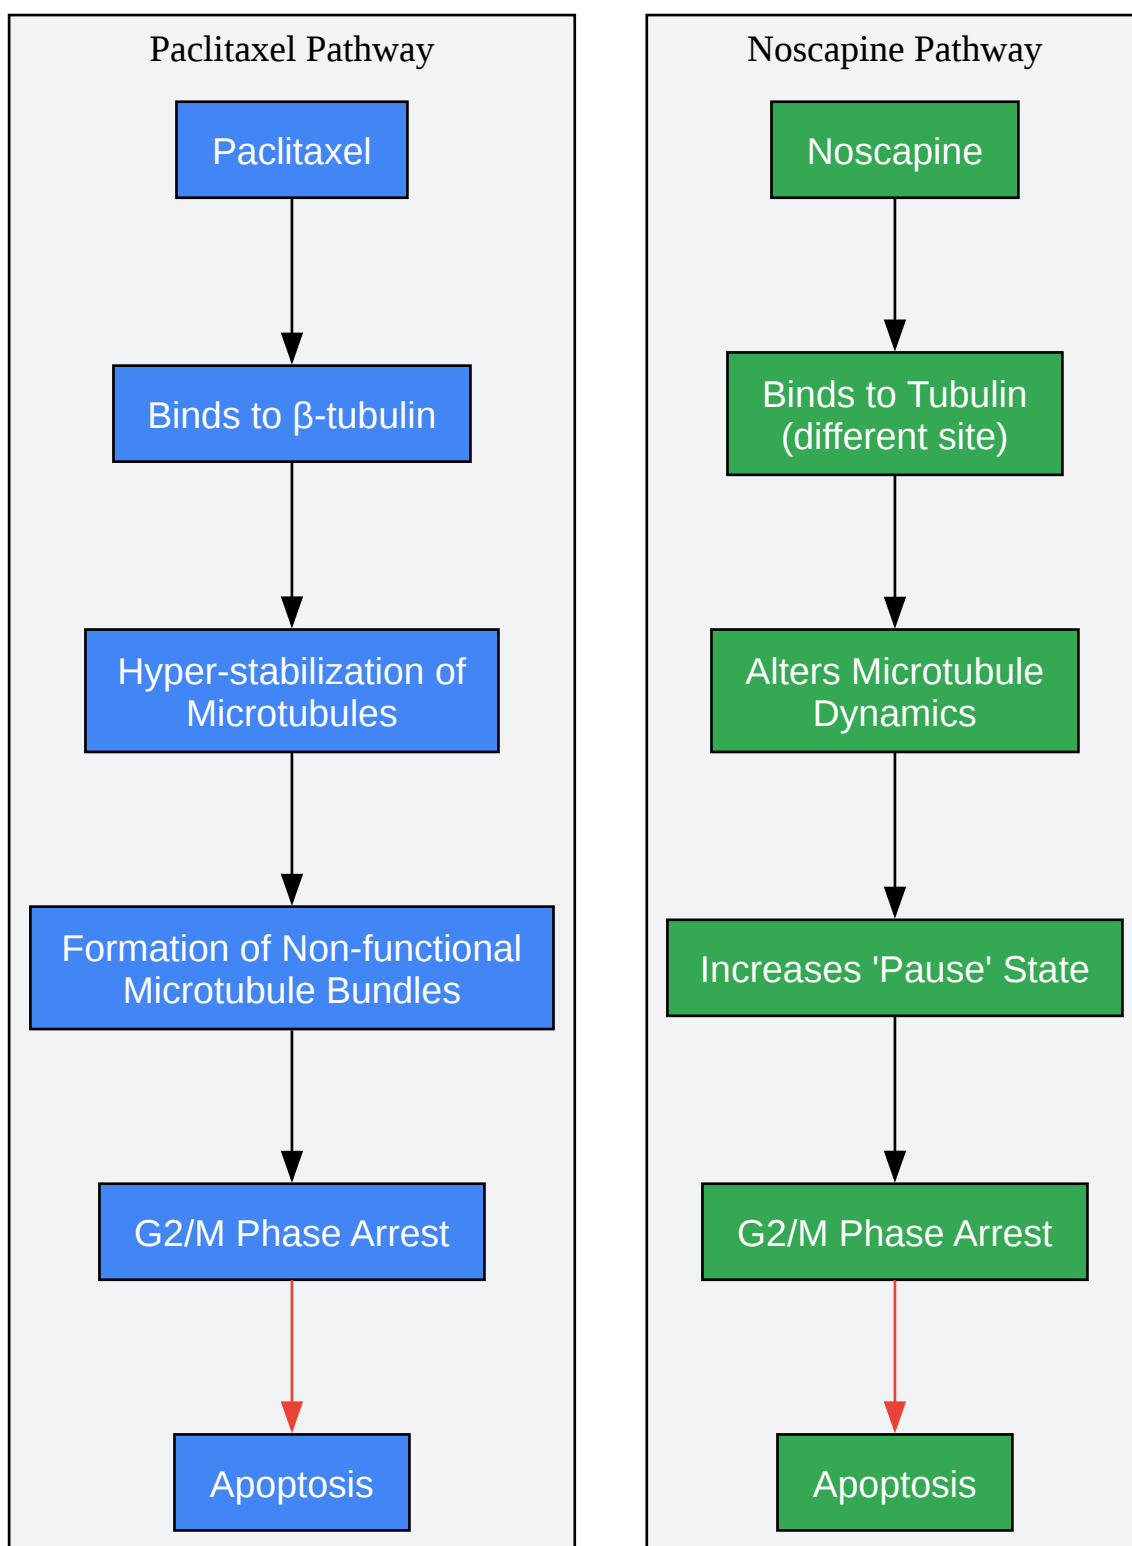 Paclitaxel Pathway
Paclitaxel
Binds to β-tubulin
Hyper-stabilization of
Microtubules
Formation of Non-functional
Microtubule Bundles
G2/M Phase Arrest
Apoptosis
Noscapine Pathway
Noscapine
Binds to Tubulin
(different site)
Alters Microtubule
Dynamics
Increases 'Pause' State
G2/M Phase Arrest
Apoptosis